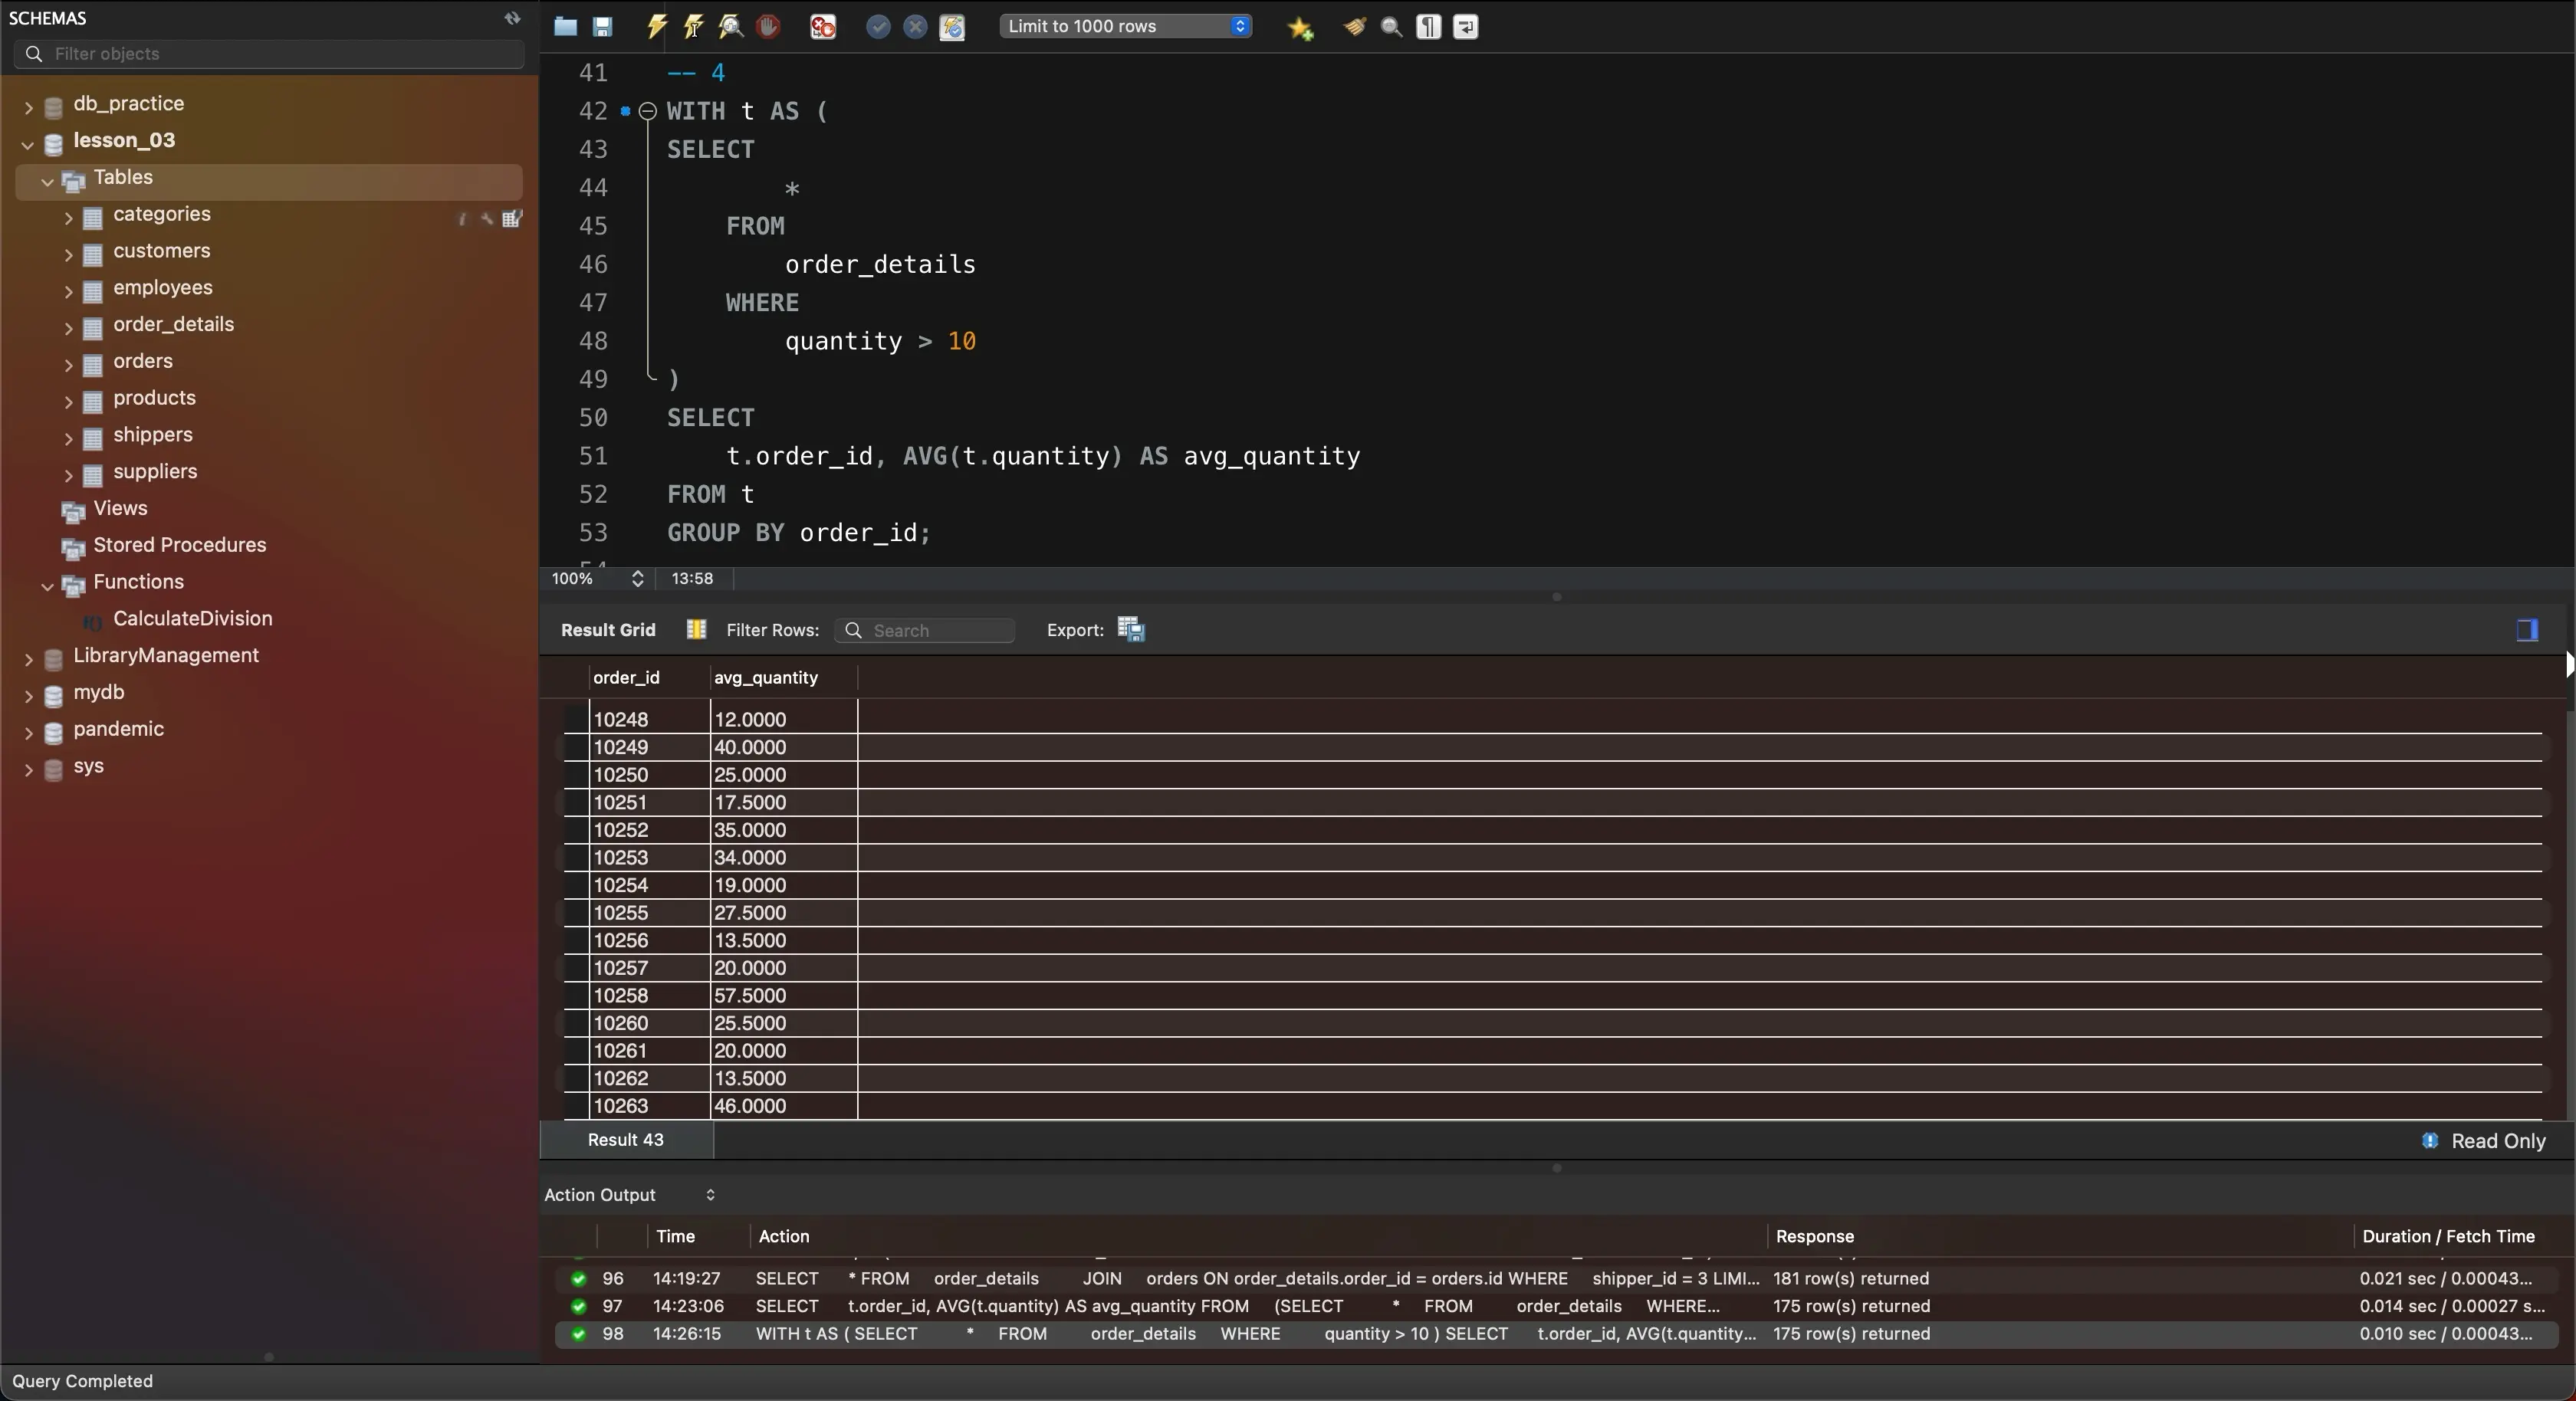 SCHEMAS
Filter objects
db_practice
lesson_03
Tables
categories
customers
employees
order_details
orders
products
shippers
suppliers
Views
Stored Procedures
Functions
CalculateDivision
LibraryManagement
mydb
pandemic
sys
Limit to 1000 rows
41 -- 4
42 WITH t AS (
43 SELECT
44 *
45 FROM
46 order_details
47 WHERE
48 quantity > 10
49 )
50 SELECT
51 t.order_id, AVG(t.quantity) AS avg_quantity
52 FROM t
53 GROUP BY order_id;
100% 13:58
Result Grid Filter Rows: Search Export:
order_id avg_quantity
10248 12.0000
10249 40.0000
10250 25.0000
10251 17.5000
10252 35.0000
10253 34.0000
10254 19.0000
10255 27.5000
10256 13.5000
10257 20.0000
10258 57.5000
10260 25.5000
10261 20.0000
10262 13.5000
10263 46.0000
Result 43 Read Only
Action Output
Time Action Response Duration / Fetch Time
96 14:19:27 SELECT * FROM order_details JOIN orders ON order_details.order_id = orders.id WHERE shipper_id = 3 LIMI... 181 row(s) returned 0.021 sec / 0.00043...
97 14:23:06 SELECT t.order_id, AVG(t.quantity) AS avg_quantity FROM (SELECT * FROM order_details WHERE... 175 row(s) returned 0.014 sec / 0.00027 s...
98 14:26:15 WITH t AS ( SELECT * FROM order_details WHERE quantity > 10 ) SELECT t.order_id, AVG(t.quantity... 175 row(s) returned 0.010 sec / 0.00043...
Query Completed